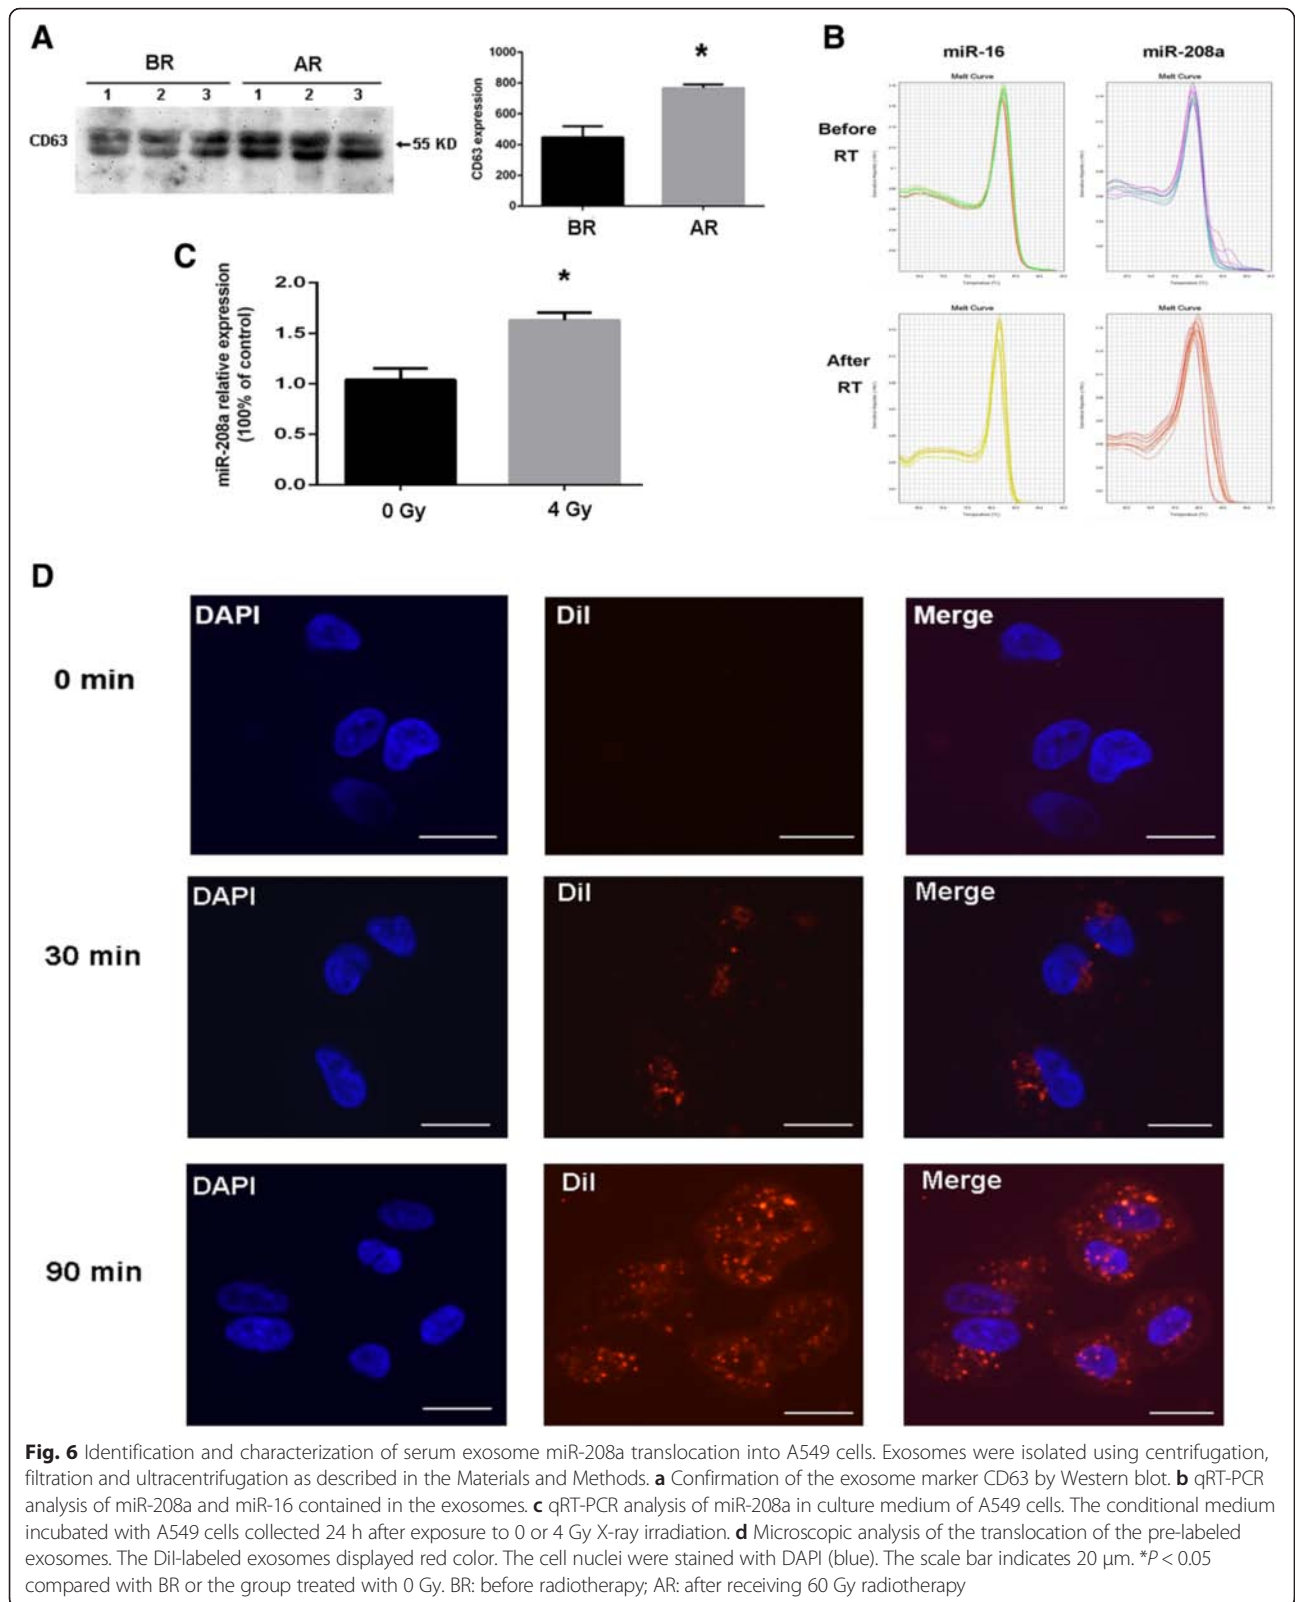 A
BR AR
1 2 3 1 2 3
CD63
←55 KD
CD63 expression
1000
800
600
400
200
0
*
BR AR
B
miR-16 miR-208a
Before RT
After RT
Melt Curve
Melt Curve
Melt Curve
Melt Curve
Temperature (°C)
Temperature (°C)
Temperature (°C)
Temperature (°C)
C
miR-208a relative expression
(100% of control)
2.0
1.5
1.0
0.5
0.0
*
0 Gy 4 Gy
D
0 min
DAPI DiI Merge
30 min
DAPI DiI Merge
90 min
DAPI DiI Merge
Fig. 6 Identification and characterization of serum exosome miR-208a translocation into A549 cells. Exosomes were isolated using centrifugation,
filtration and ultracentrifugation as described in the Materials and Methods. a Confirmation of the exosome marker CD63 by Western blot. b qRT-PCR
analysis of miR-208a and miR-16 contained in the exosomes. c qRT-PCR analysis of miR-208a in culture medium of A549 cells. The conditional medium
incubated with A549 cells collected 24 h after exposure to 0 or 4 Gy X-ray irradiation. d Microscopic analysis of the translocation of the pre-labeled
exosomes. The DiI-labeled exosomes displayed red color. The cell nuclei were stained with DAPI (blue). The scale bar indicates 20 μm. *P < 0.05
compared with BR or the group treated with 0 Gy. BR: before radiotherapy; AR: after receiving 60 Gy radiotherapy